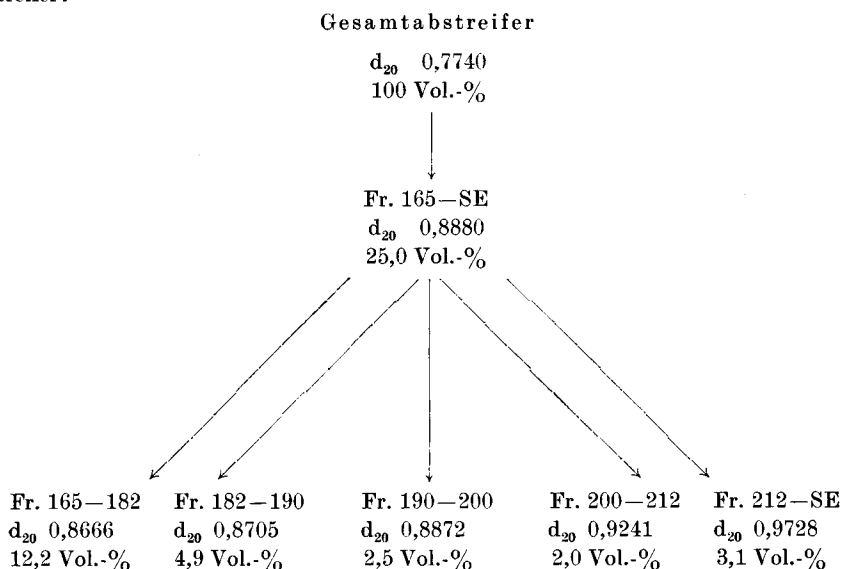 Gesamtabstreifer
d₂₀ 0,7740
100 Vol.-%
Fr. 165—SE
d₂₀ 0,8880
25,0 Vol.-%
Fr. 165—182 Fr. 182—190 Fr. 190—200 Fr. 200—212 Fr. 212—SE
d₂₀ 0,8666 d₂₀ 0,8705 d₂₀ 0,8872 d₂₀ 0,9241 d₂₀ 0,9728
12,2 Vol.-% 4,9 Vol.-% 2,5 Vol.-% 2,0 Vol.-% 3,1 Vol.-%